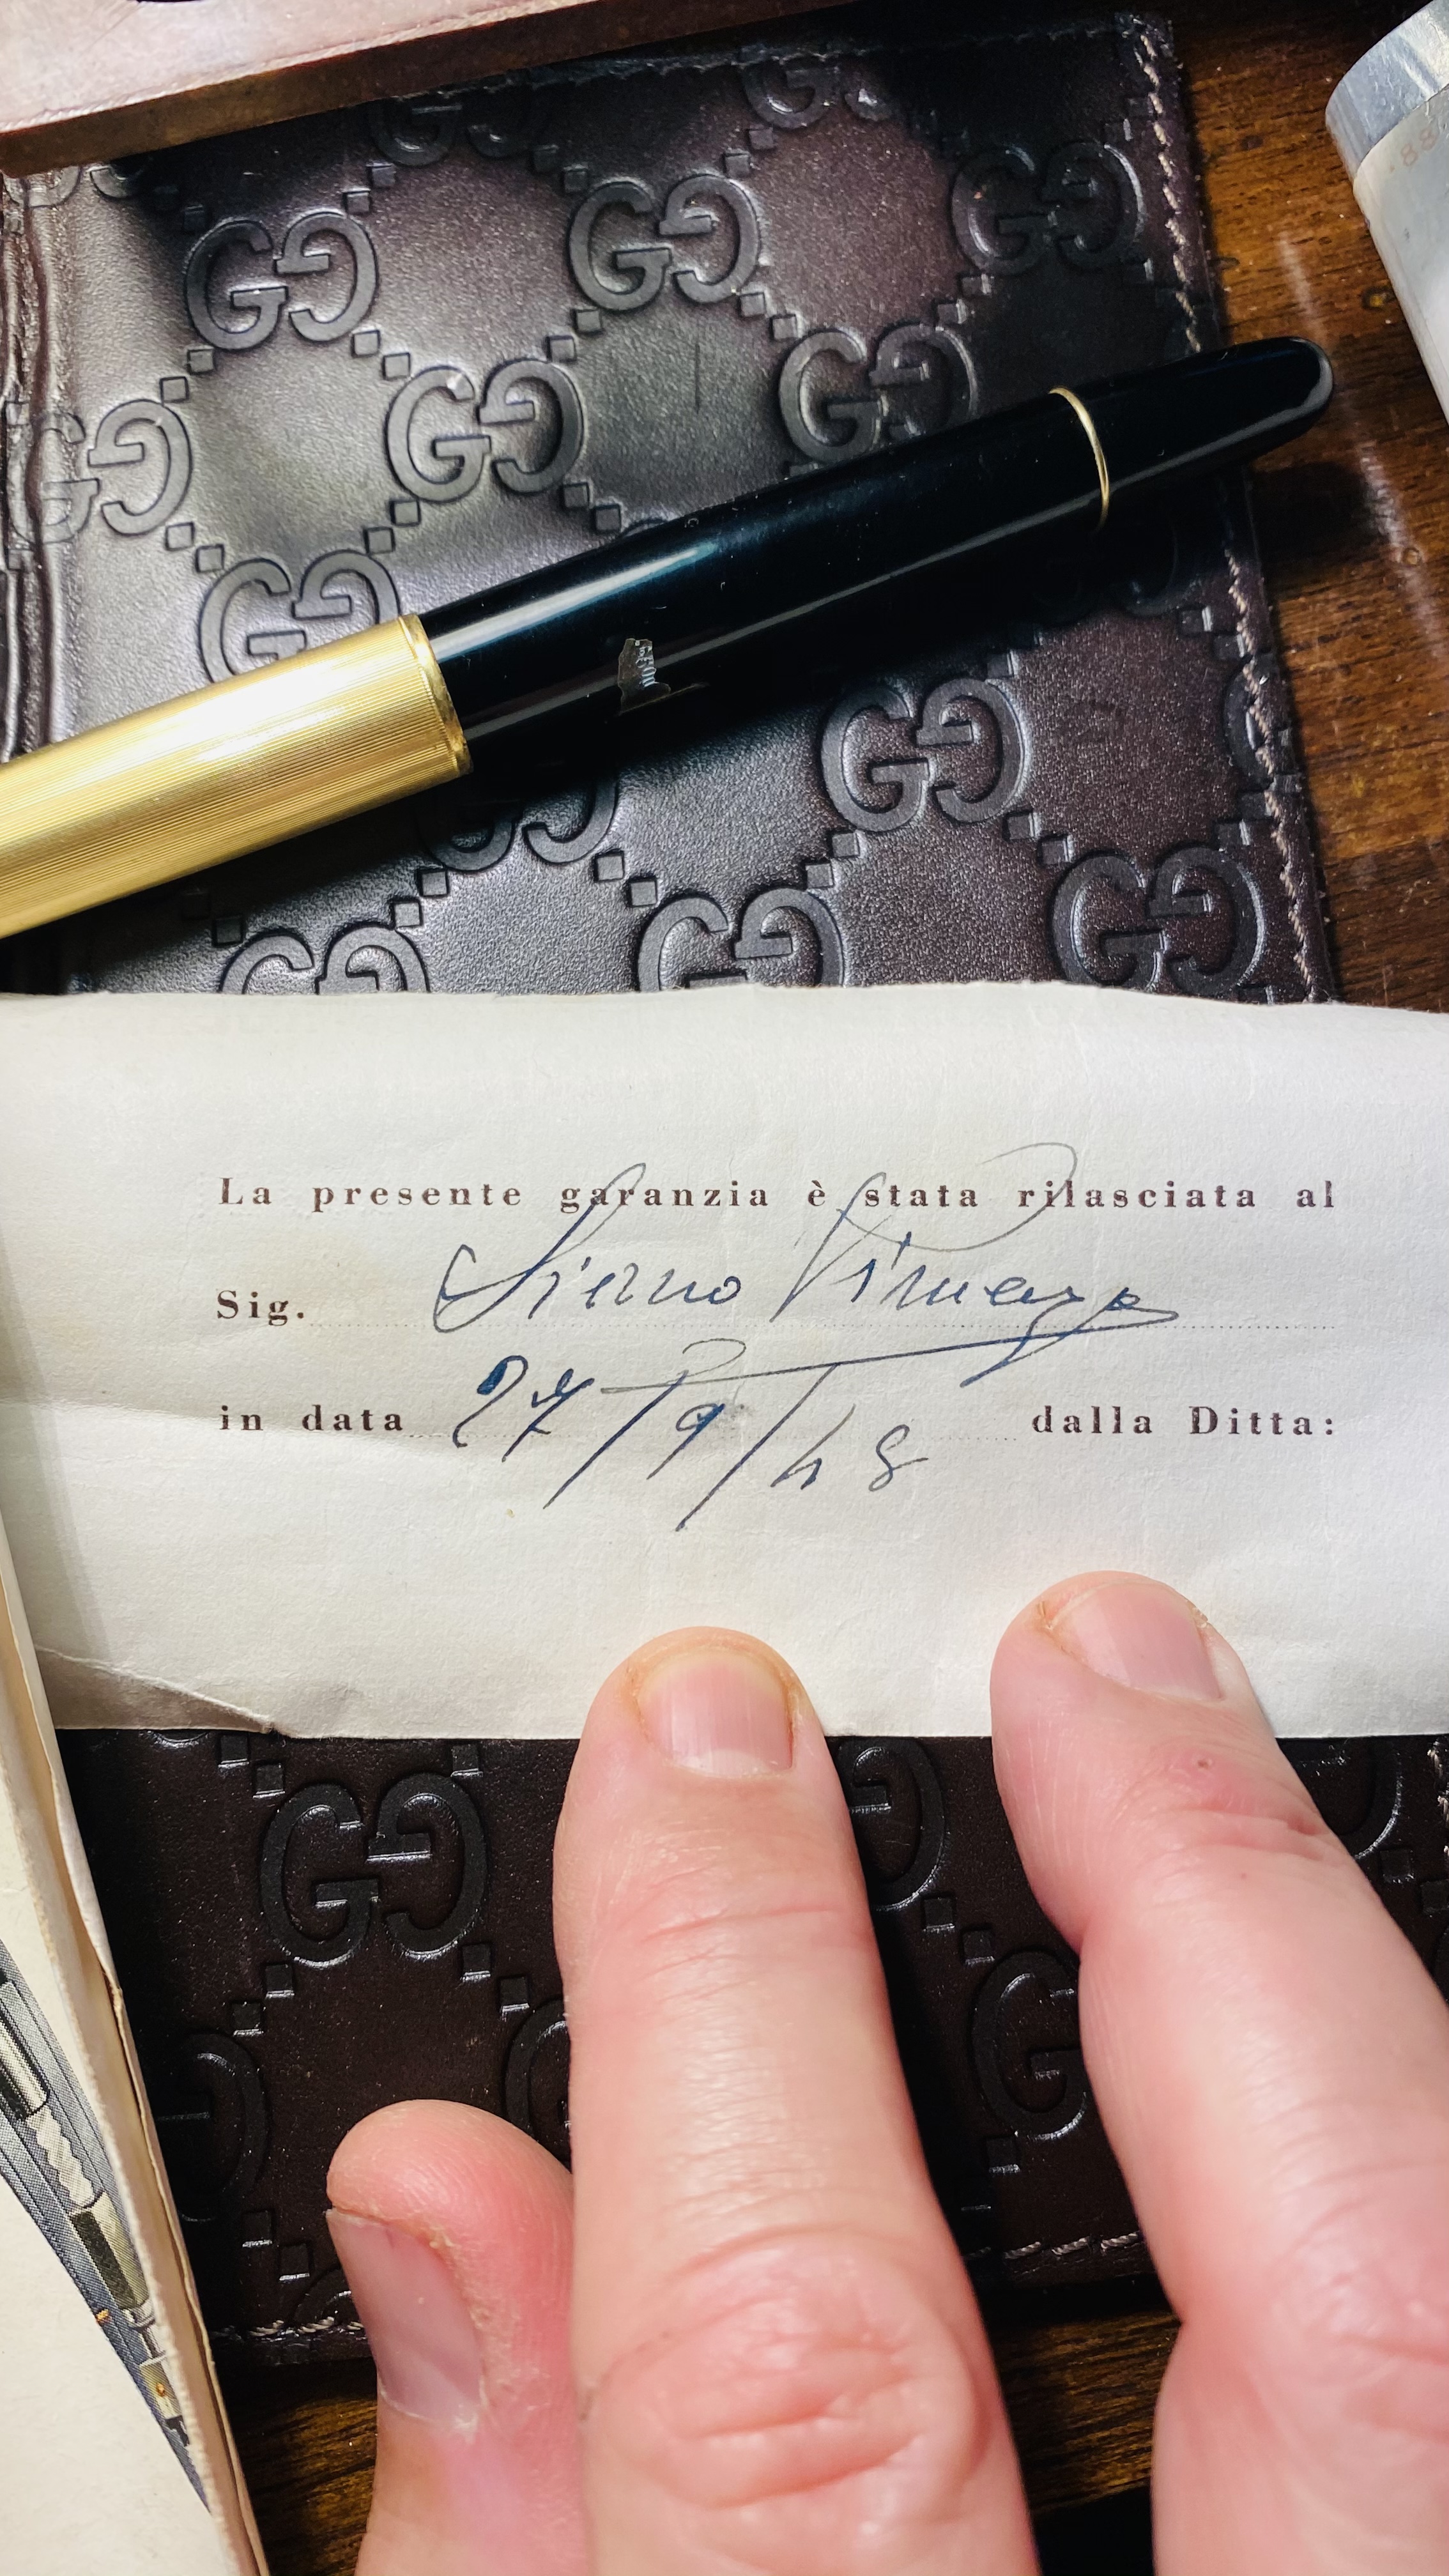 La presente garanzia è stata rilasciata al
Sig.
in data 27/9/48 dalla Ditta: